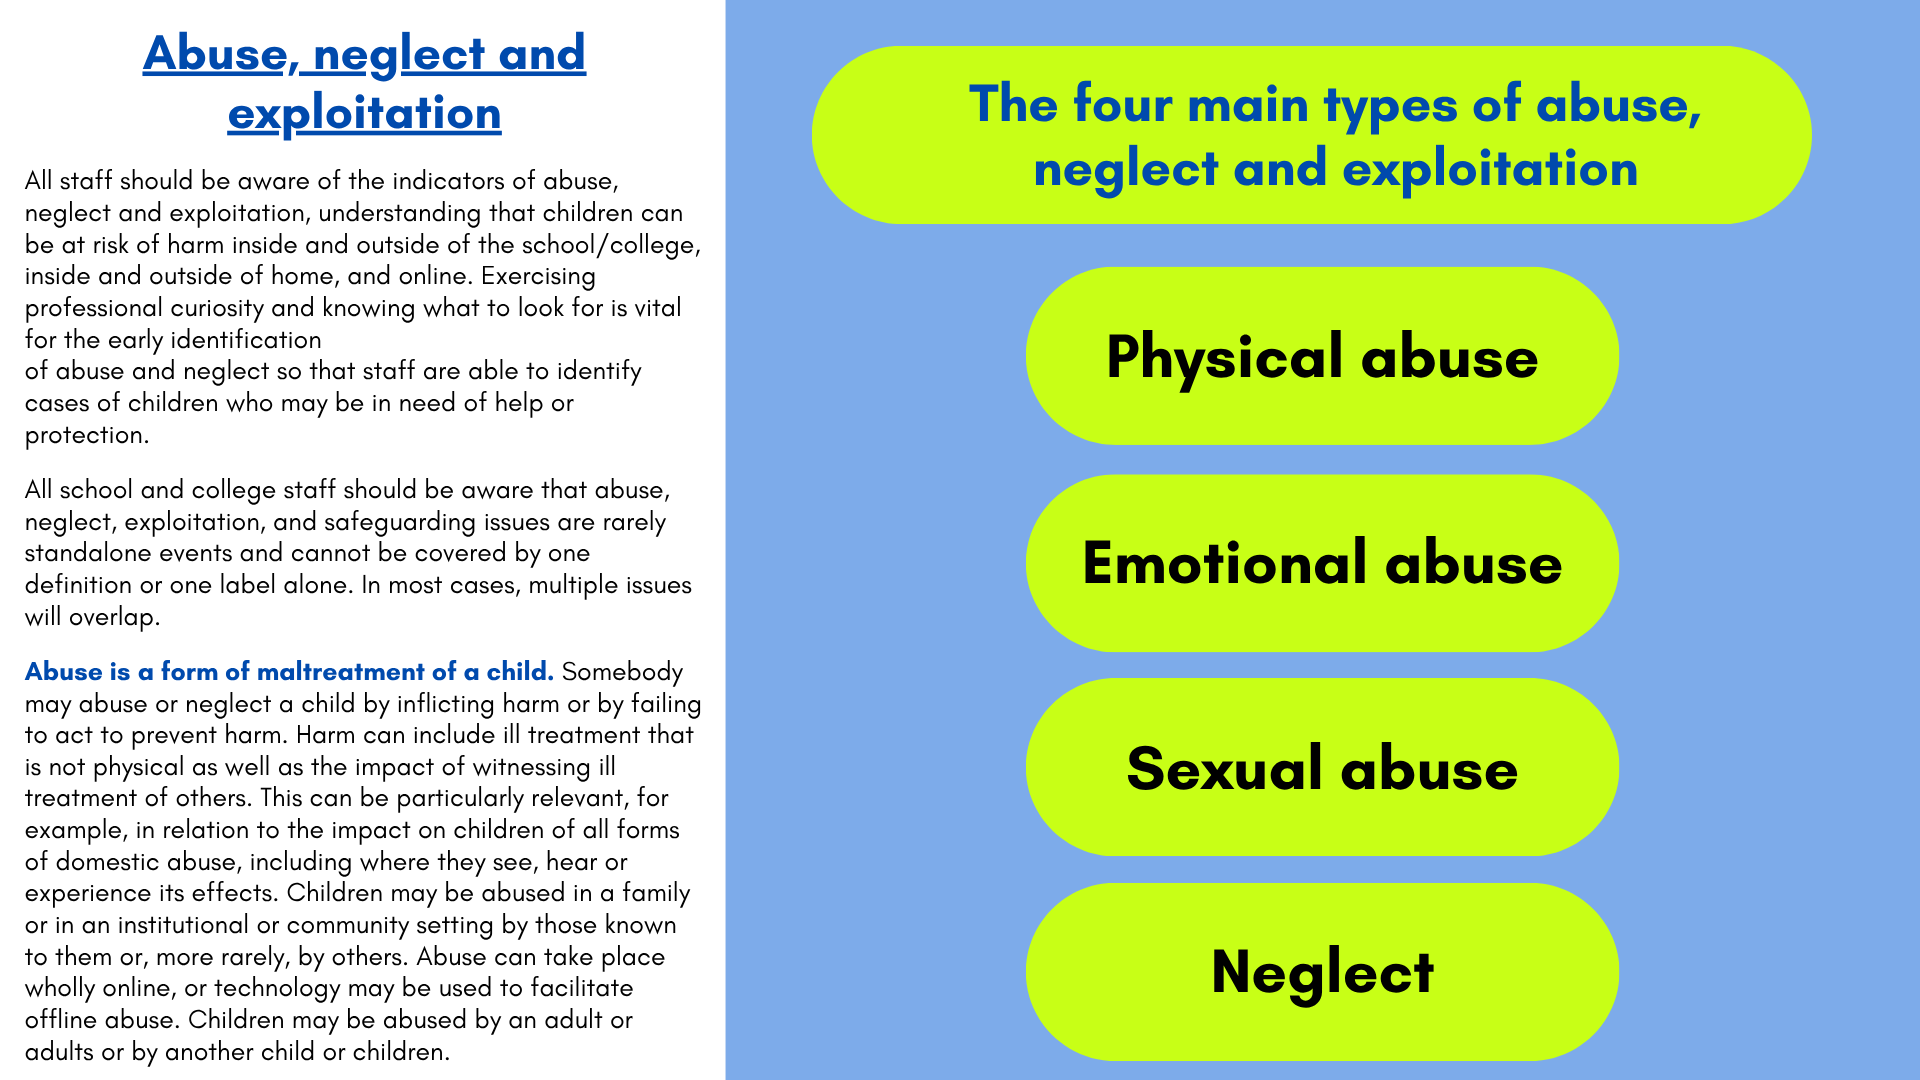 Abuse, neglect and
exploitation
All staff should be aware of the indicators of abuse,
neglect and exploitation, understanding that children can
be at risk of harm inside and outside of the school/college,
inside and outside of home, and online. Exercising
professional curiosity and knowing what to look for is vital
for the early identification
of abuse and neglect so that staff are able to identify
cases of children who may be in need of help or
protection.
All school and college staff should be aware that abuse,
neglect, exploitation, and safeguarding issues are rarely
standalone events and cannot be covered by one
definition or one label alone. In most cases, multiple issues
will overlap.
Abuse is a form of maltreatment of a child. Somebody
may abuse or neglect a child by inflicting harm or by failing
to act to prevent harm. Harm can include ill treatment that
is not physical as well as the impact of witnessing ill
treatment of others. This can be particularly relevant, for
example, in relation to the impact on children of all forms
of domestic abuse, including where they see, hear or
experience its effects. Children may be abused in a family
or in an institutional or community setting by those known
to them or, more rarely, by others. Abuse can take place
wholly online, or technology may be used to facilitate
offline abuse. Children may be abused by an adult or
adults or by another child or children.
The four main types of abuse,
neglect and exploitation
Physical abuse
Emotional abuse
Sexual abuse
Neglect